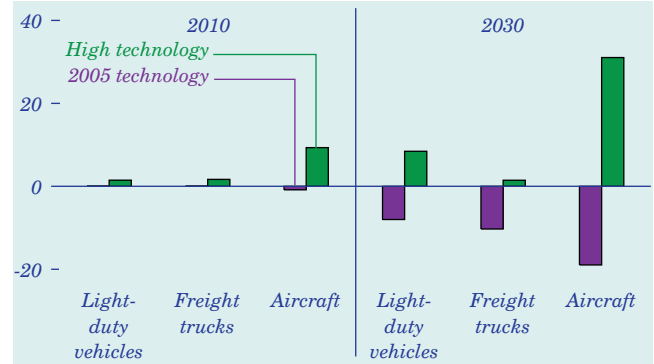 40
2010
2030
High technology
2005 technology
20
0
-20
Light-
duty
vehicles
Freight
trucks
Aircraft
Light-
duty
vehicles
Freight
trucks
Aircraft